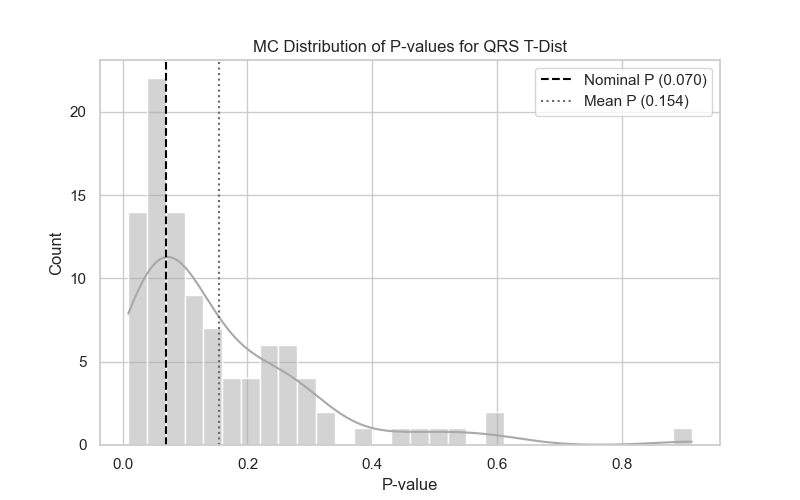 MC Distribution of P-values for QRS T-Dist
Nominal P (0.070)
Mean P (0.154)
Count
20
15
10
5
0
0.0 0.2 0.4 0.6 0.8
P-value